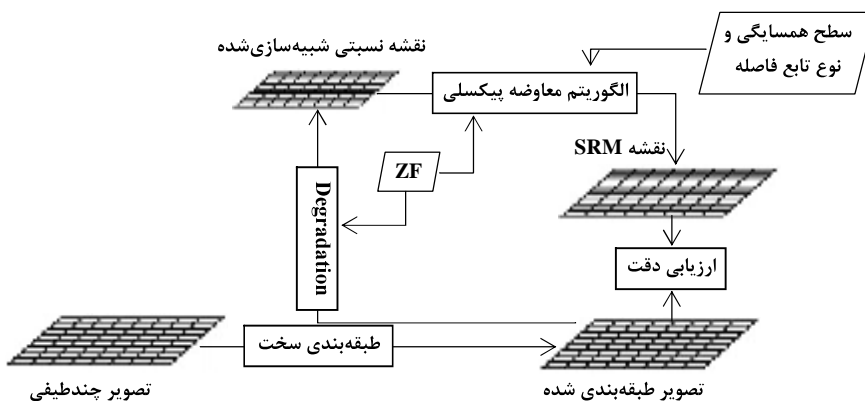 سطح همسایگی و
نوع تابع فاصله
نقشه نسبتی شبیه‌سازی‌شده
الگوریتم معاوضه پیکسلی
نقشه SRM
ZF
Degradation
ارزیابی دقت
طبقه‌بندی سخت
تصویر چندطیفی
تصویر طبقه‌بندی شده